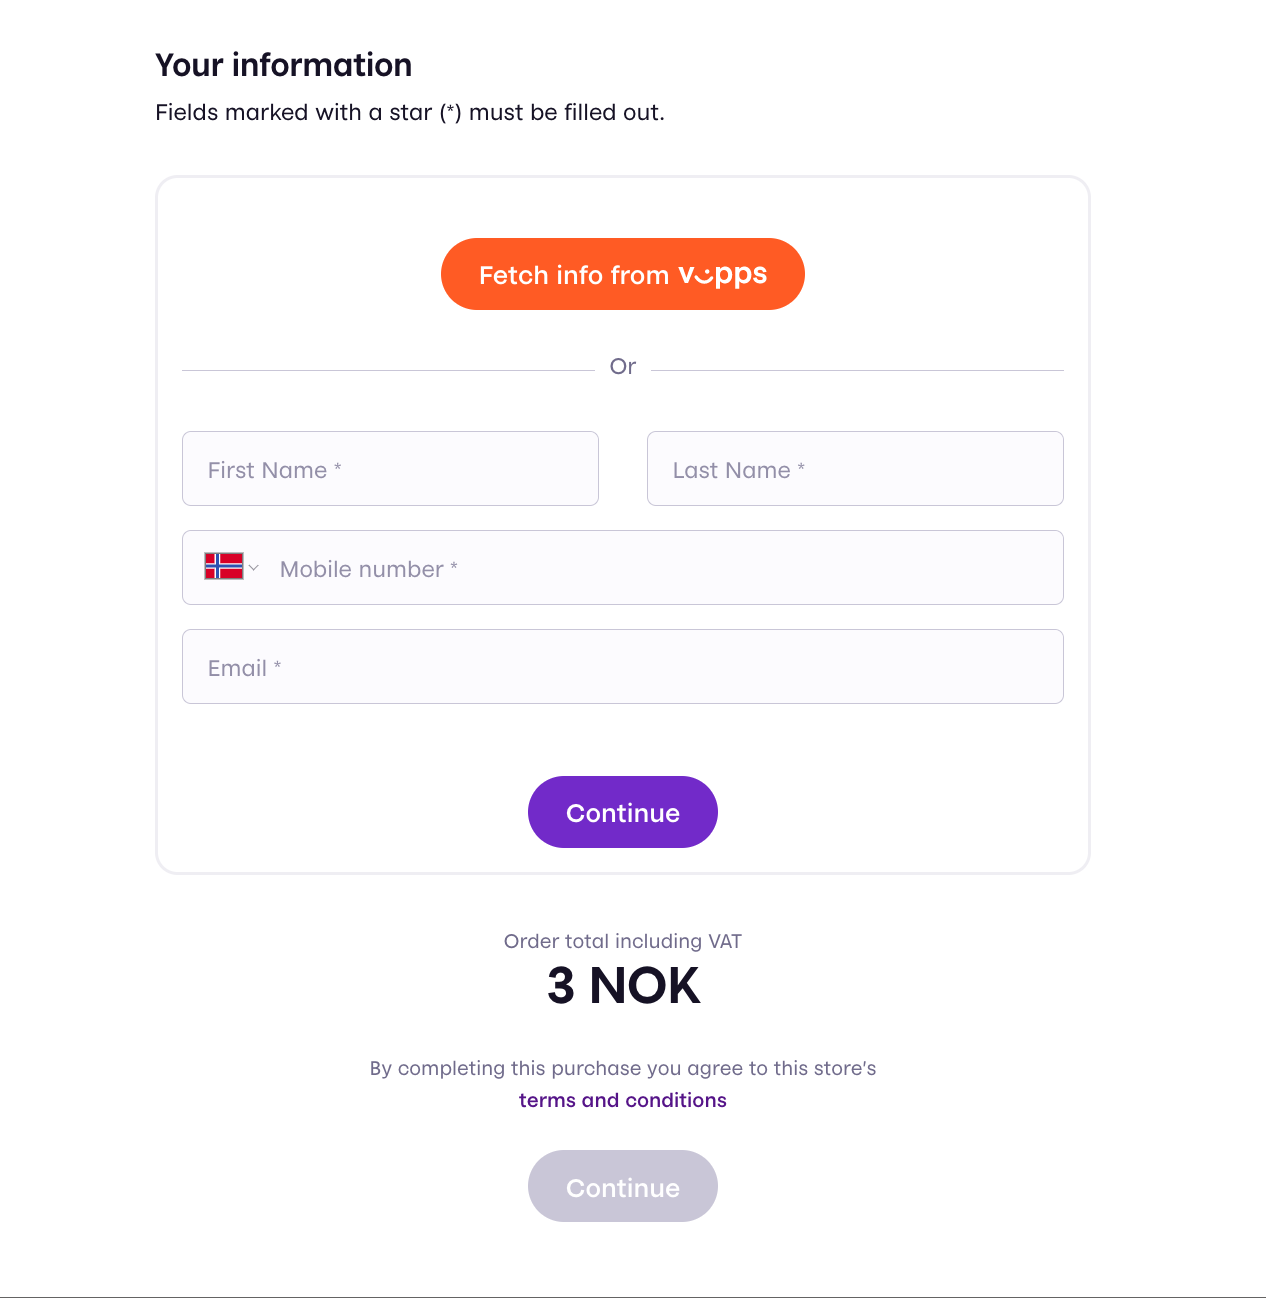 Your information
Fields marked with a star (*) must be filled out.
Fetch info from vipps
Or
First Name *
Last Name *
Mobile number *
Email *
Continue
Order total including VAT
3 NOK
By completing this purchase you agree to this store's
terms and conditions
Continue